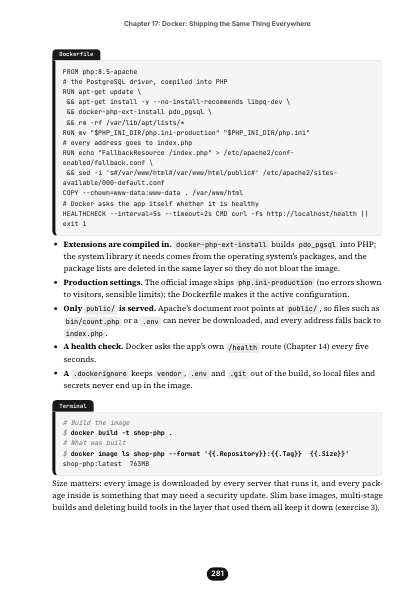 Chapter 17: Docker: Shipping the Same Thing Everywhere
Dockerfile
FROM php:8.5-apache
# the PostgreSQL driver, compiled into PHP
RUN apt-get update \
 && apt-get install -y --no-install-recommends libpq-dev \
 && docker-php-ext-install pdo_pgsql \
 && rm -rf /var/lib/apt/lists/*
RUN mv "$PHP_INI_DIR/php.ini-production" "$PHP_INI_DIR/php.ini"
# every address goes to index.php
RUN echo "FallbackResource /index.php" > /etc/apache2/conf-
enabled/fallback.conf \
 && sed -i 's#/var/www/html#/var/www/html/public#' /etc/apache2/sites-
available/000-default.conf
COPY --chown=www-data:www-data . /var/www/html
# Docker asks the app itself whether it is healthy
HEALTHCHECK --interval=5s --timeout=2s CMD curl -fs http://localhost/health ||
exit 1
• Extensions are compiled in. docker-php-ext-install builds pdo_pgsql into PHP;
the system library it needs comes from the operating system's packages, and the
package lists are deleted in the same layer so they do not bloat the image.
• Production settings. The official image ships php.ini-production (no errors shown
to visitors, sensible limits); the Dockerfile makes it the active configuration.
• Only public/ is served. Apache's document root points at public/, so files such as
bin/count.php or a .env can never be downloaded, and every address falls back to
index.php.
• A health check. Docker asks the app's own /health route (Chapter 14) every five
seconds.
• A .dockerignore keeps vendor, .env and .git out of the build, so local files and
secrets never end up in the image.
Terminal
# Build the image
$ docker build -t shop-php .
# What was built
$ docker image ls shop-php --format '{{.Repository}}:{{.Tag}}  {{.Size}}'
shop-php:latest  763MB
Size matters: every image is downloaded by every server that runs it, and every pack-
age inside is something that may need a security update. Slim base images, multi-stage
builds and deleting build tools in the layer that used them all keep it down (exercise 3).
281